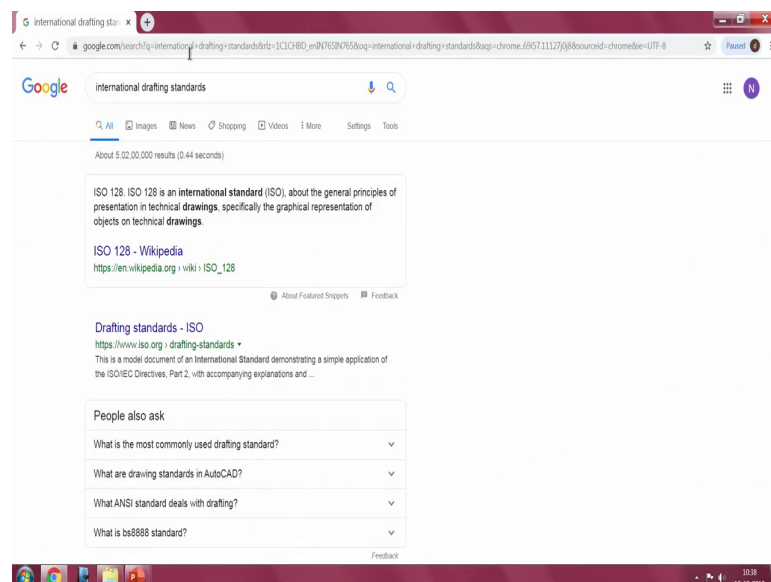 international drafting stan
google.com/search?q=international+drafting+standards&rlz=1C1CHBD_enIN765IN765&oq=international+drafting+standards&aqs=chrome..69i57.11127j0j8&sourceid=chrome&ie=UTF-8
Paused
Google
international drafting standards
N
All Images News Shopping Videos More Settings Tools
About 5,02,00,000 results (0.44 seconds)
ISO 128. ISO 128 is an international standard (ISO), about the general principles of
presentation in technical drawings, specifically the graphical representation of
objects on technical drawings.
ISO 128 - Wikipedia
https://en.wikipedia.org › wiki › ISO_128
About Featured Snippets Feedback
Drafting standards - ISO
https://www.iso.org › drafting-standards
This is a model document of an International Standard demonstrating a simple application of
the ISO/IEC Directives, Part 2, with accompanying explanations and ...
People also ask
What is the most commonly used drafting standard?
What are drawing standards in AutoCAD?
What ANSI standard deals with drafting?
What is bs8888 standard?
Feedback
10:38